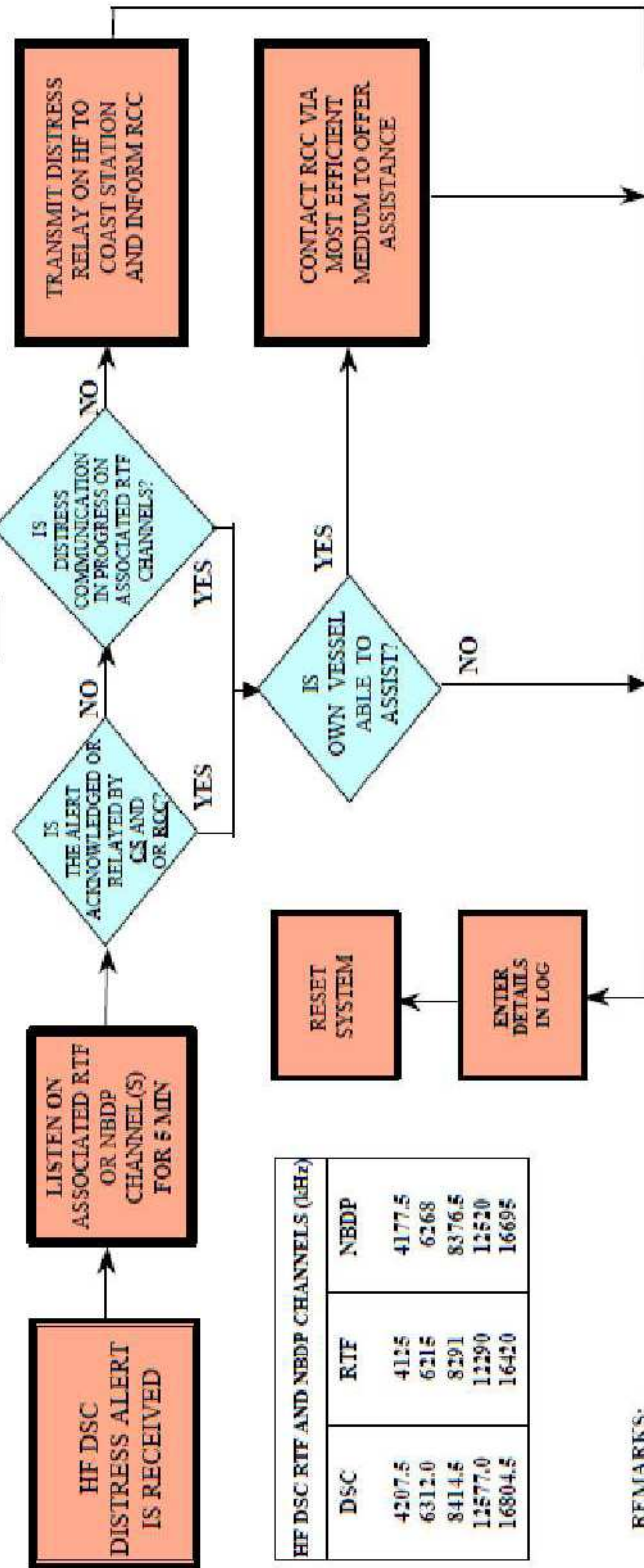 HF DSC
DISTRESS ALERT
IS RECEIVED
LISTEN ON
ASSOCIATED RTF
OR NBDP
CHANNEL(S)
FOR 5 MIN
IS
THE ALERT
ACKNOWLEDGED OR
RELAYED BY
CS AND
OR RCC?
NO
YES
IS
DISTRESS
COMMUNICATION
IN PROGRESS ON
ASSOCIATED RTF
CHANNELS?
NO
YES
TRANSMIT DISTRESS
RELAY ON HF TO
COAST STATION
AND INFORM RCC
IS
OWN VESSEL
ABLE TO
ASSIST?
YES
NO
CONTACT RCC VIA
MOST EFFICIENT
MEDIUM TO OFFER
ASSISTANCE
RESET
SYSTEM
ENTER
DETAILS
IN LOG
HF DSC RTF AND NBDP CHANNELS (kHz)
DSC RTF NBDP
4207.5 4125 4177.5
6312.0 6215 6268
8414.5 8291 8376.5
12577.0 12290 12520
16804.5 16420 16695
REMARKS: